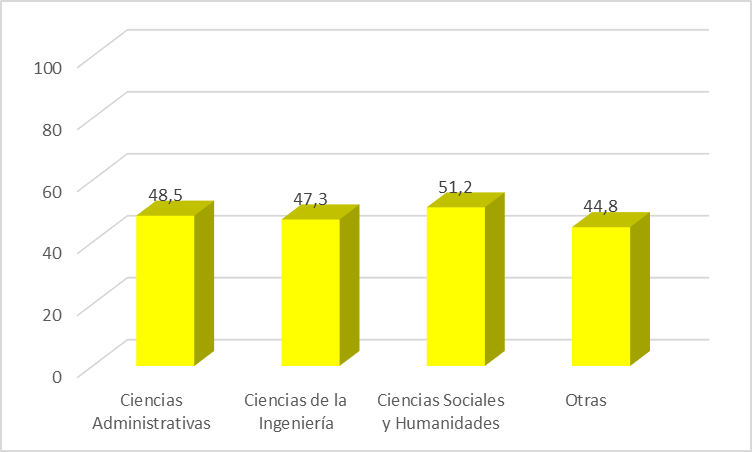 100
80
60
40
20
0
48,5
47,3
51,2
44,8
Ciencias
Administrativas
Ciencias de la
Ingeniería
Ciencias Sociales
y Humanidades
Otras